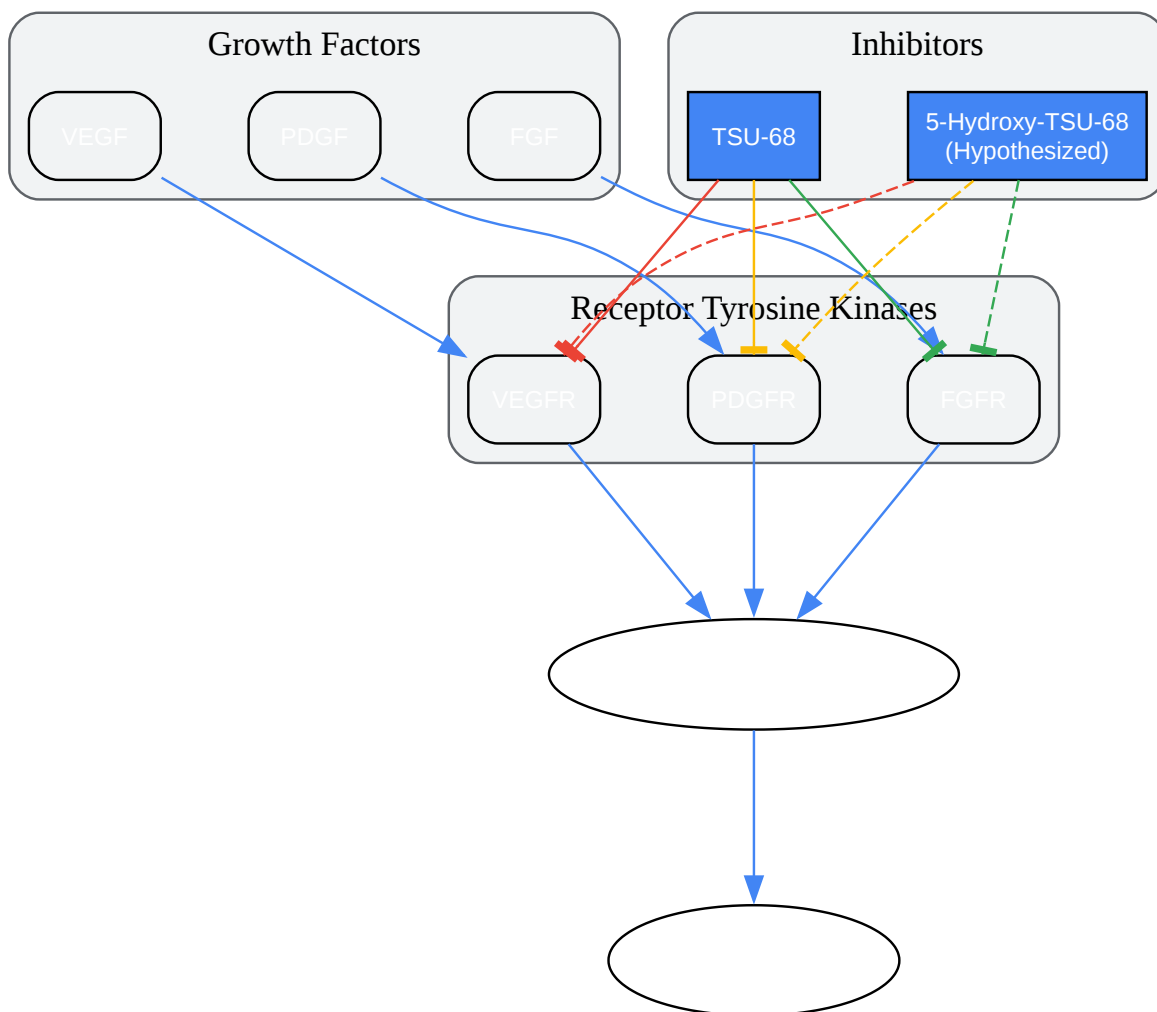 Growth Factors
Inhibitors
VEGF
PDGF
FGF
TSU-68
5-Hydroxy-TSU-68
(Hypothesized)
Receptor Tyrosine Kinases
VEGFR
PDGFR
FGFR